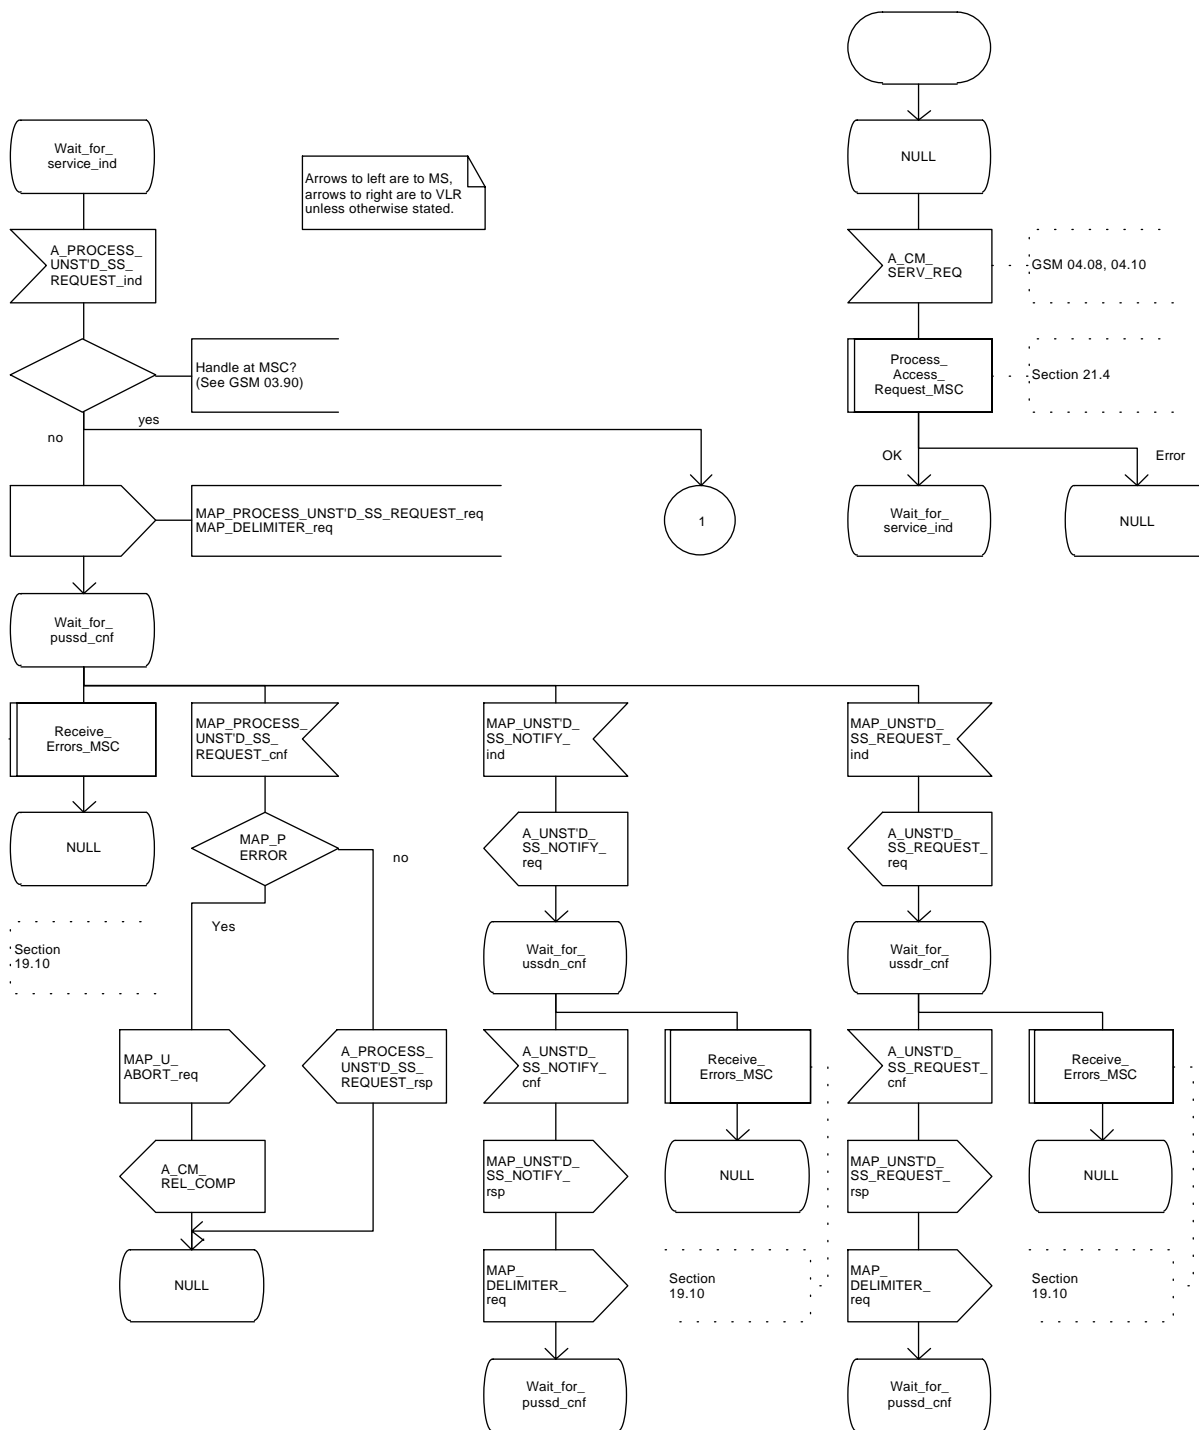 Wait_for_
service_ind
Arrows to left are to MS,
arrows to right are to VLR
unless otherwise stated.
NULL
A_PROCESS_
UNST'D_SS_
REQUEST_ind
A_CM_
SERV_REQ
GSM 04.08, 04.10
Handle at MSC?
(See GSM 03.90)
Process_
Access_
Request_MSC
Section 21.4
no
yes
OK
Error
MAP_PROCESS_UNST'D_SS_REQUEST_req
MAP_DELIMITER_req
1
Wait_for_
service_ind
NULL
Wait_for_
pussd_cnf
Receive_
Errors_MSC
MAP_PROCESS_
UNST'D_SS_
REQUEST_cnf
MAP_UNST'D_
SS_NOTIFY_
ind
MAP_UNST'D_
SS_REQUEST_
ind
NULL
MAP_P
ERROR
no
A_UNST'D_
SS_NOTIFY_
req
A_UNST'D_
SS_REQUEST_
req
Yes
Section
19.10
Wait_for_
ussdn_cnf
Wait_for_
ussdr_cnf
MAP_U_
ABORT_req
A_PROCESS_
UNST'D_SS_
REQUEST_rsp
A_UNST'D_
SS_NOTIFY_
cnf
Receive_
Errors_MSC
A_UNST'D_
SS_REQUEST_
cnf
Receive_
Errors_MSC
A_CM_
REL_COMP
MAP_UNST'D_
SS_NOTIFY_
rsp
NULL
MAP_UNST'D_
SS_REQUEST_
rsp
NULL
NULL
MAP_
DELIMITER_
req
Section
19.10
MAP_
DELIMITER_
req
Section
19.10
Wait_for_
pussd_cnf
Wait_for_
pussd_cnf